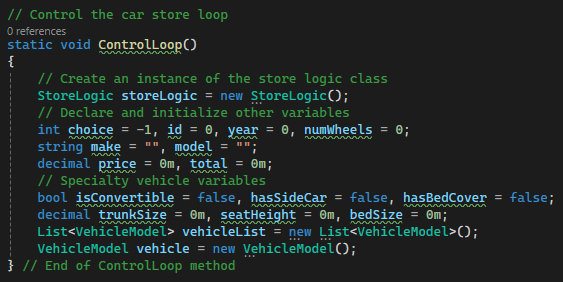 // Control the car store loop
0 references
static void ControlLoop()
{
// Create an instance of the store logic class
StoreLogic storeLogic = new StoreLogic();
// Declare and initialize other variables
int choice = -1, id = 0, year = 0, numWheels = 0;
string make = "", model = "";
decimal price = 0m, total = 0m;
// Specialty vehicle variables
bool isConvertible = false, hasSideCar = false, hasBedCover = false;
decimal trunkSize = 0m, seatHeight = 0m, bedSize = 0m;
List<VehicleModel> vehicleList = new List<VehicleModel>();
VehicleModel vehicle = new VehicleModel();
} // End of ControlLoop method